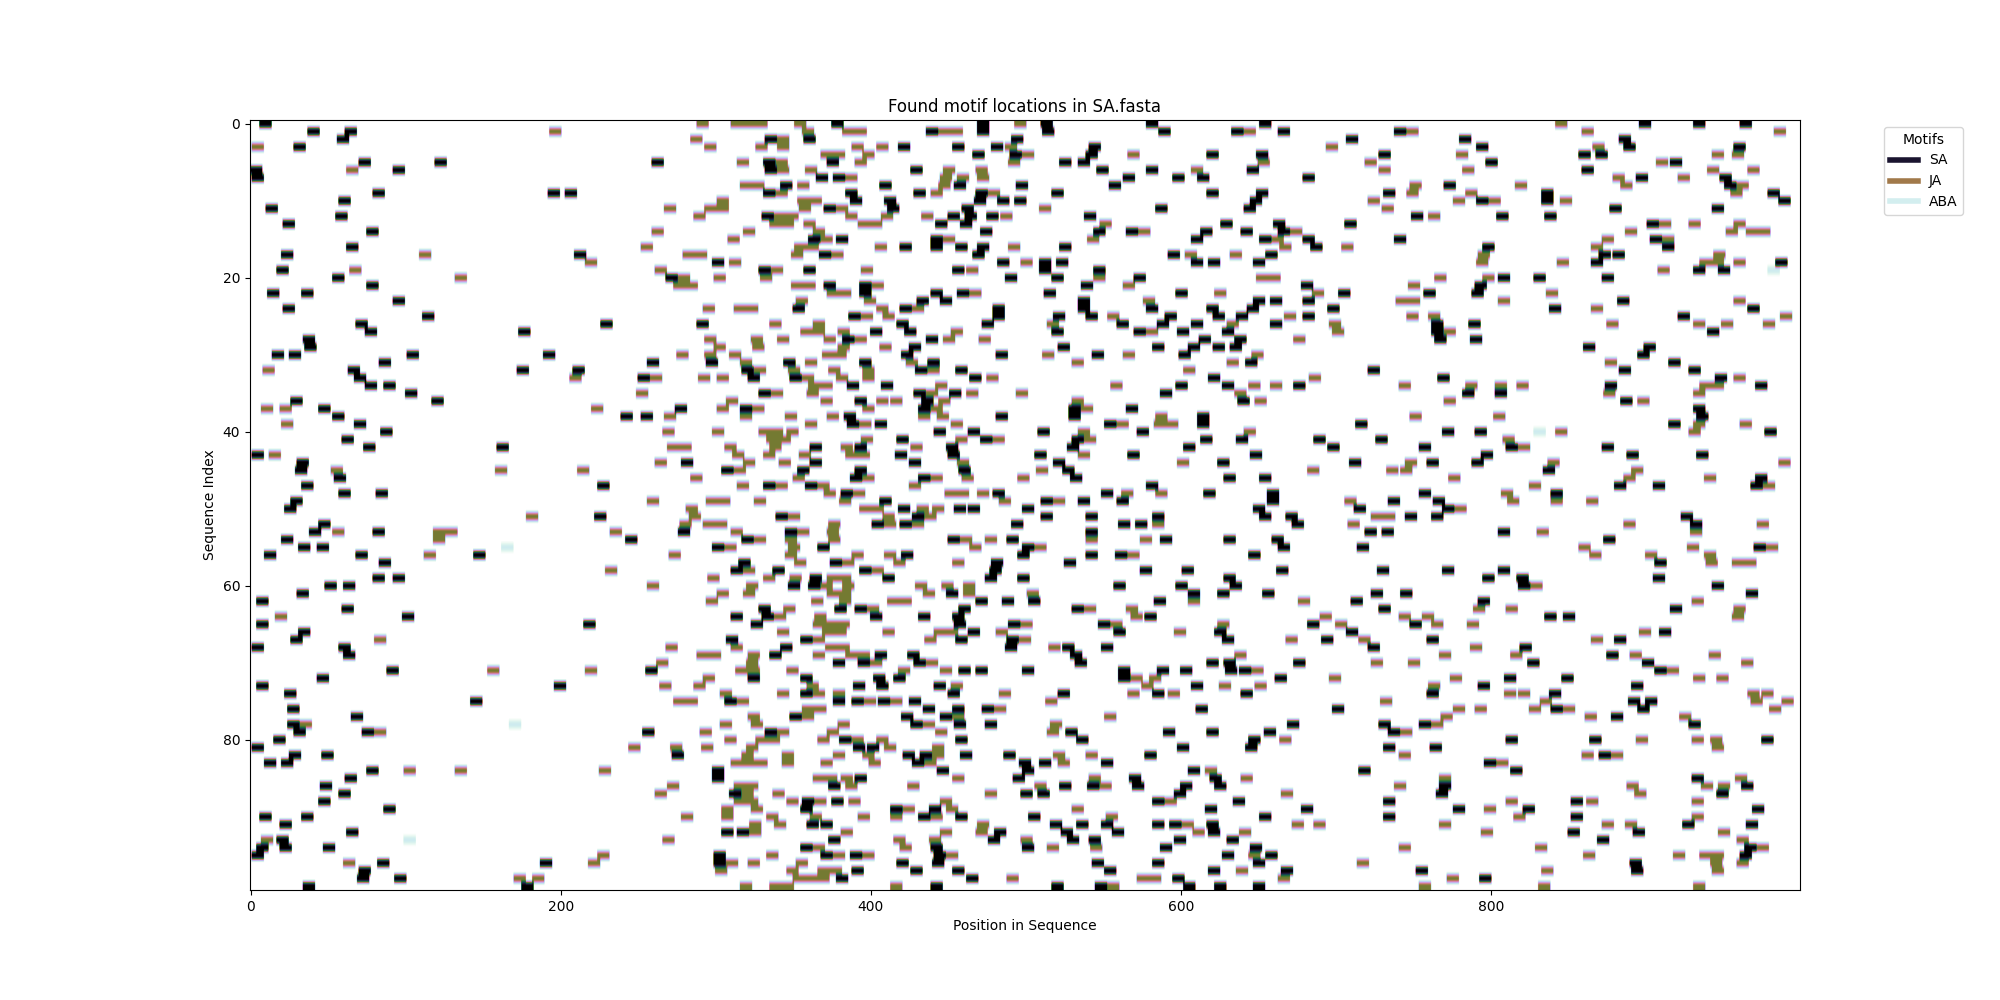 Found motif locations in SA.fasta
Motifs
SA
JA
ABA
0
20
40
60
80
Sequence Index
0
200
400
600
800
Position in Sequence